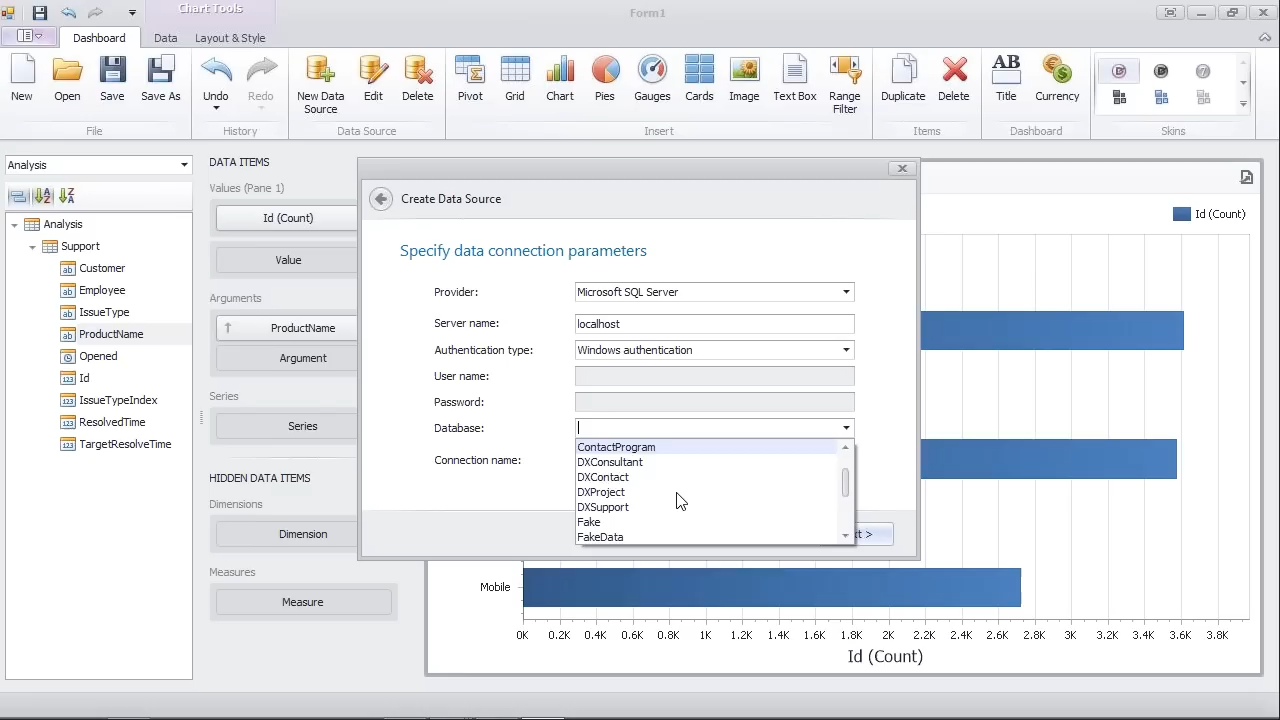 Chart Tools
Form1
Dashboard
Data
Layout & Style
New
Open
Save
Save As
Undo
Redo
New Data
Source
Edit
Delete
Pivot
Grid
Chart
Pies
Gauges
Cards
Image
Text Box
Range
Filter
Duplicate
Delete
AB
Title
Currency
File
History
Data Source
Insert
Items
Dashboard
Skins
Analysis
Analysis
Support
Customer
Employee
IssueType
ProductName
Opened
Id
IssueTypeIndex
ResolvedTime
TargetResolveTime
DATA ITEMS
Values (Pane 1)
Id (Count)
Value
Arguments
ProductName
Argument
Series
Series
HIDDEN DATA ITEMS
Dimensions
Dimension
Measures
Measure
Create Data Source
Specify data connection parameters
Provider:
Microsoft SQL Server
Server name:
localhost
Authentication type:
Windows authentication
User name:
Password:
Database:
Connection name:
ContactProgram
DXConsultant
DXContact
DXProject
DXSupport
Fake
FakeData
xt >
Id (Count)
Mobile
0K
0.2K
0.4K
0.6K
0.8K
1K
1.2K
1.4K
1.6K
1.8K
2K
2.2K
2.4K
2.6K
2.8K
3K
3.2K
3.4K
3.6K
3.8K
Id (Count)